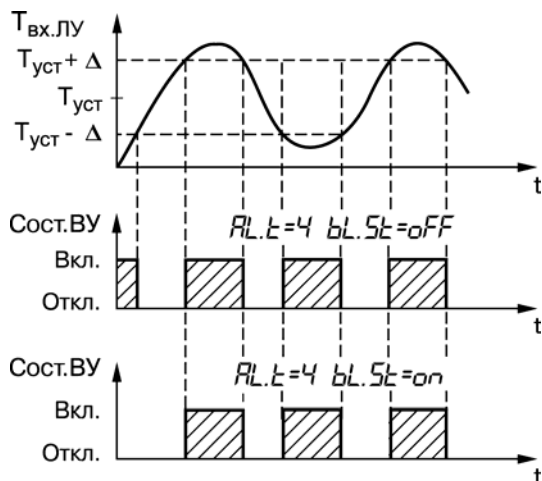 Tвх.ЛУ
Tуст + Δ
Tуст
Tуст - Δ
t
Сост.ВУ
AL.t=4 bL.St=oFF
Вкл.
Откл.
t
Сост.ВУ
AL.t=4 bL.St=on
Вкл.
Откл.
t